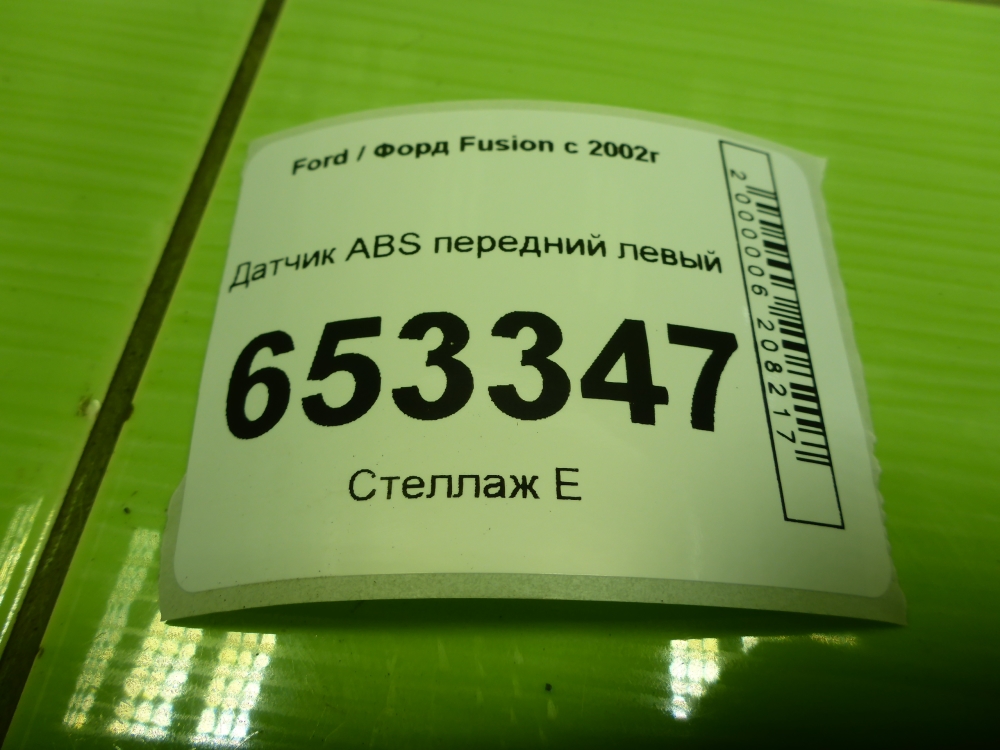 Ford / Форд Fusion с 2002г
Датчик ABS передний левый
653347
Стеллаж Е
2000006208217